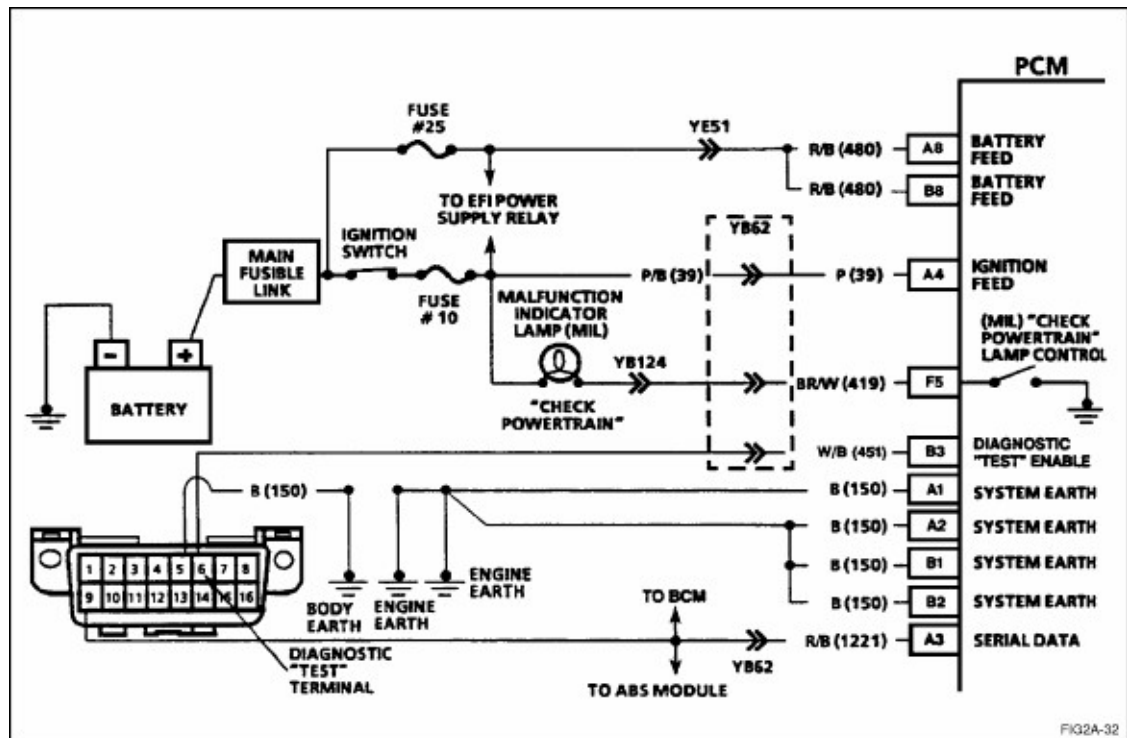 PCM
FUSE
#25
YE51
R/B (480)
A8
BATTERY
FEED
R/B (480)
B8
BATTERY
FEED
TO EFI POWER
SUPPLY RELAY
YB62
IGNITION
SWITCH
MAIN
FUSIBLE
LINK
FUSE
# 10
P/B (39)
P (39)
A4
IGNITION
FEED
MALFUNCTION
INDICATOR
LAMP (MIL)
YB124
"CHECK
POWERTRAIN"
BR/W (419)
F5
(MIL) "CHECK
POWERTRAIN"
LAMP CONTROL
-
+
BATTERY
W/B (451)
B3
DIAGNOSTIC
"TEST" ENABLE
B (150)
B (150)
A1
SYSTEM EARTH
B (150)
A2
SYSTEM EARTH
B (150)
B1
SYSTEM EARTH
B (150)
B2
SYSTEM EARTH
1 2 3 4 5 6 7 8
9 10 11 12 13 14 15 16
BODY
EARTH
ENGINE
EARTH
ENGINE
EARTH
TO BCM
R/B (1221)
A3
SERIAL DATA
YB62
TO ABS MODULE
DIAGNOSTIC
"TEST"
TERMINAL
FIG2A-32